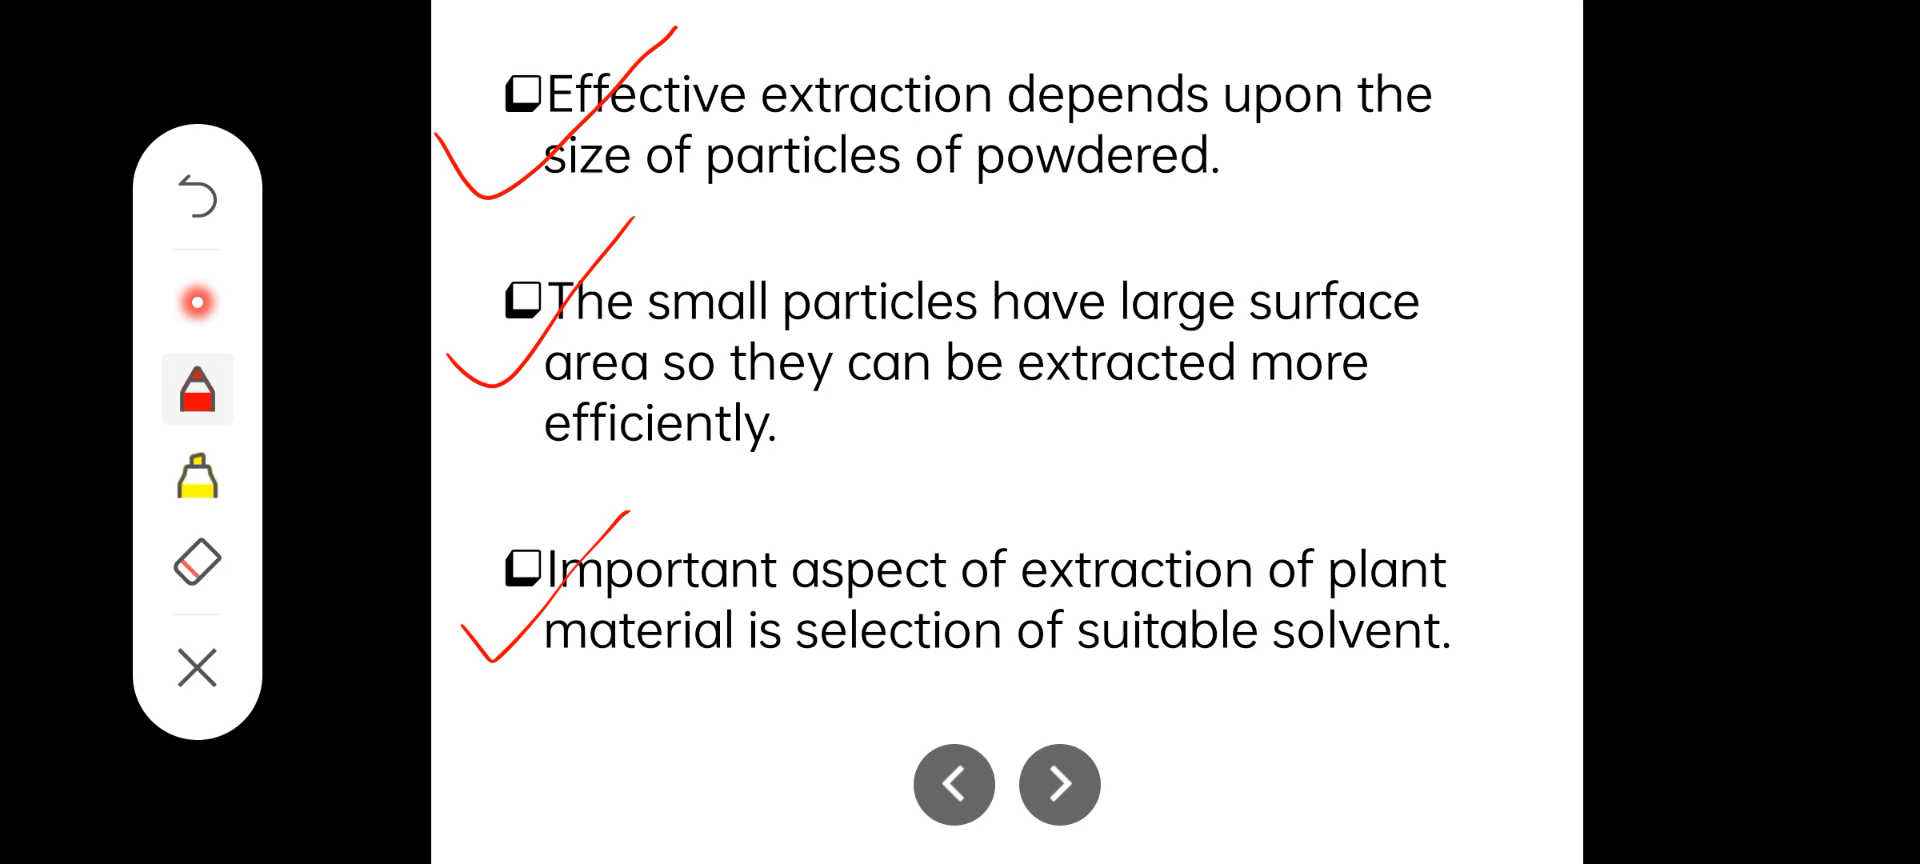 Effective extraction depends upon the
size of particles of powdered.
The small particles have large surface
area so they can be extracted more
efficiently.
Important aspect of extraction of plant
material is selection of suitable solvent.